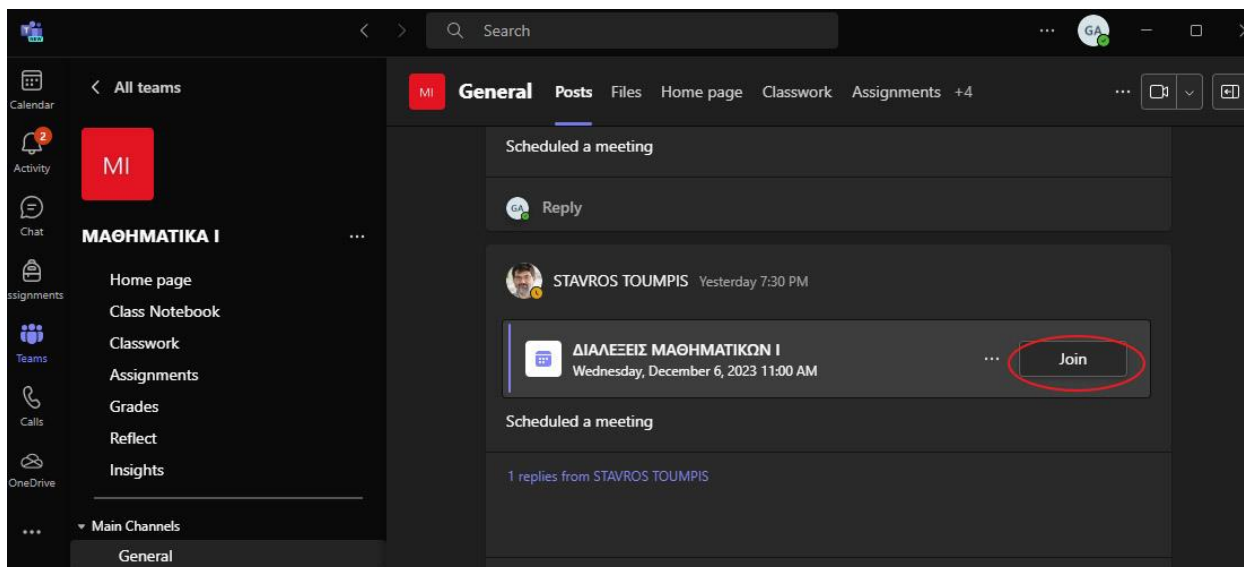 NEW
Search
GA
Calendar
2
Activity
Chat
ssignments
Teams
Calls
OneDrive
All teams
MI
ΜΑΘΗΜΑΤΙΚΑ Ι
Home page
Class Notebook
Classwork
Assignments
Grades
Reflect
Insights
Main Channels
General
MI General Posts Files Home page Classwork Assignments +4
Scheduled a meeting
GA Reply
STAVROS TOUMPIS Yesterday 7:30 PM
ΔΙΑΛΕΞΕΙΣ ΜΑΘΗΜΑΤΙΚΩΝ Ι
Wednesday, December 6, 2023 11:00 AM
Join
Scheduled a meeting
1 replies from STAVROS TOUMPIS